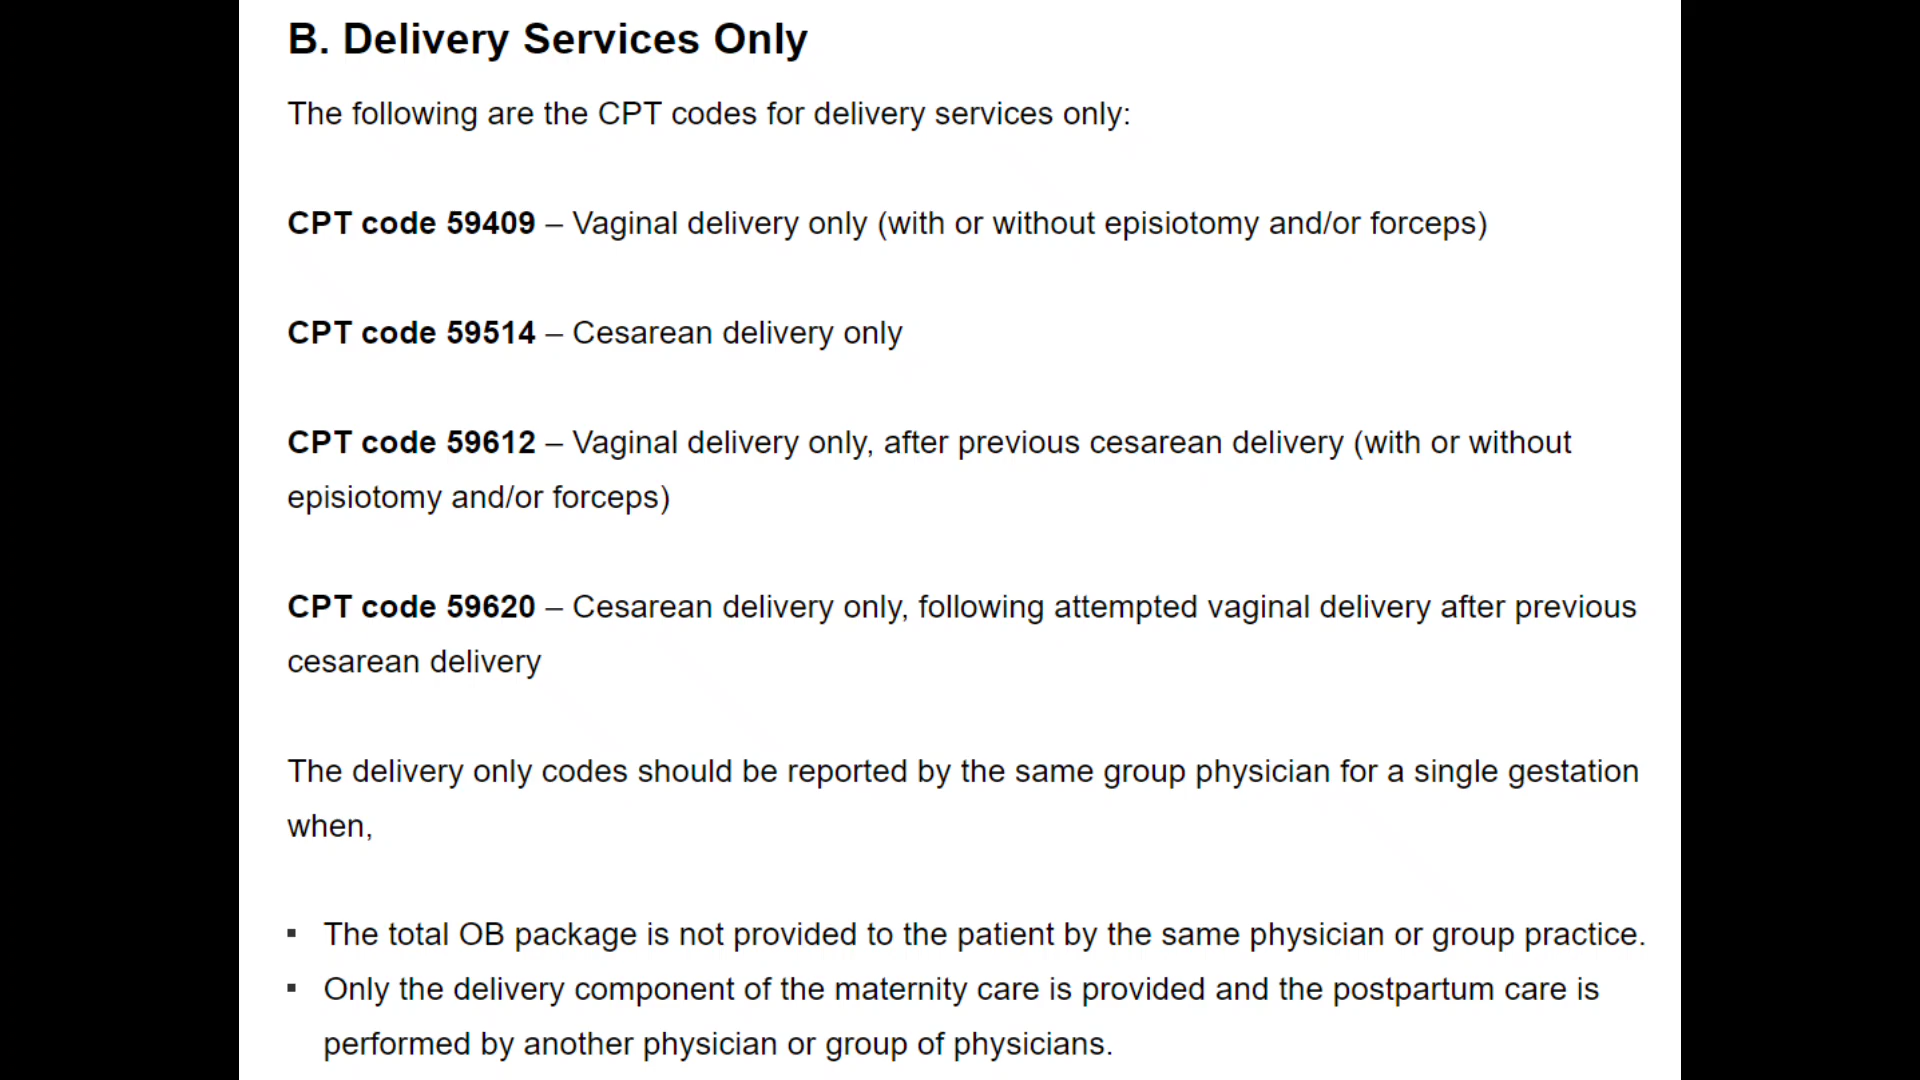 B. Delivery Services Only
The following are the CPT codes for delivery services only:
CPT code 59409 – Vaginal delivery only (with or without episiotomy and/or forceps)
CPT code 59514 – Cesarean delivery only
CPT code 59612 – Vaginal delivery only, after previous cesarean delivery (with or without
episiotomy and/or forceps)
CPT code 59620 – Cesarean delivery only, following attempted vaginal delivery after previous
cesarean delivery
The delivery only codes should be reported by the same group physician for a single gestation
when,
▪ The total OB package is not provided to the patient by the same physician or group practice.
▪ Only the delivery component of the maternity care is provided and the postpartum care is
performed by another physician or group of physicians.